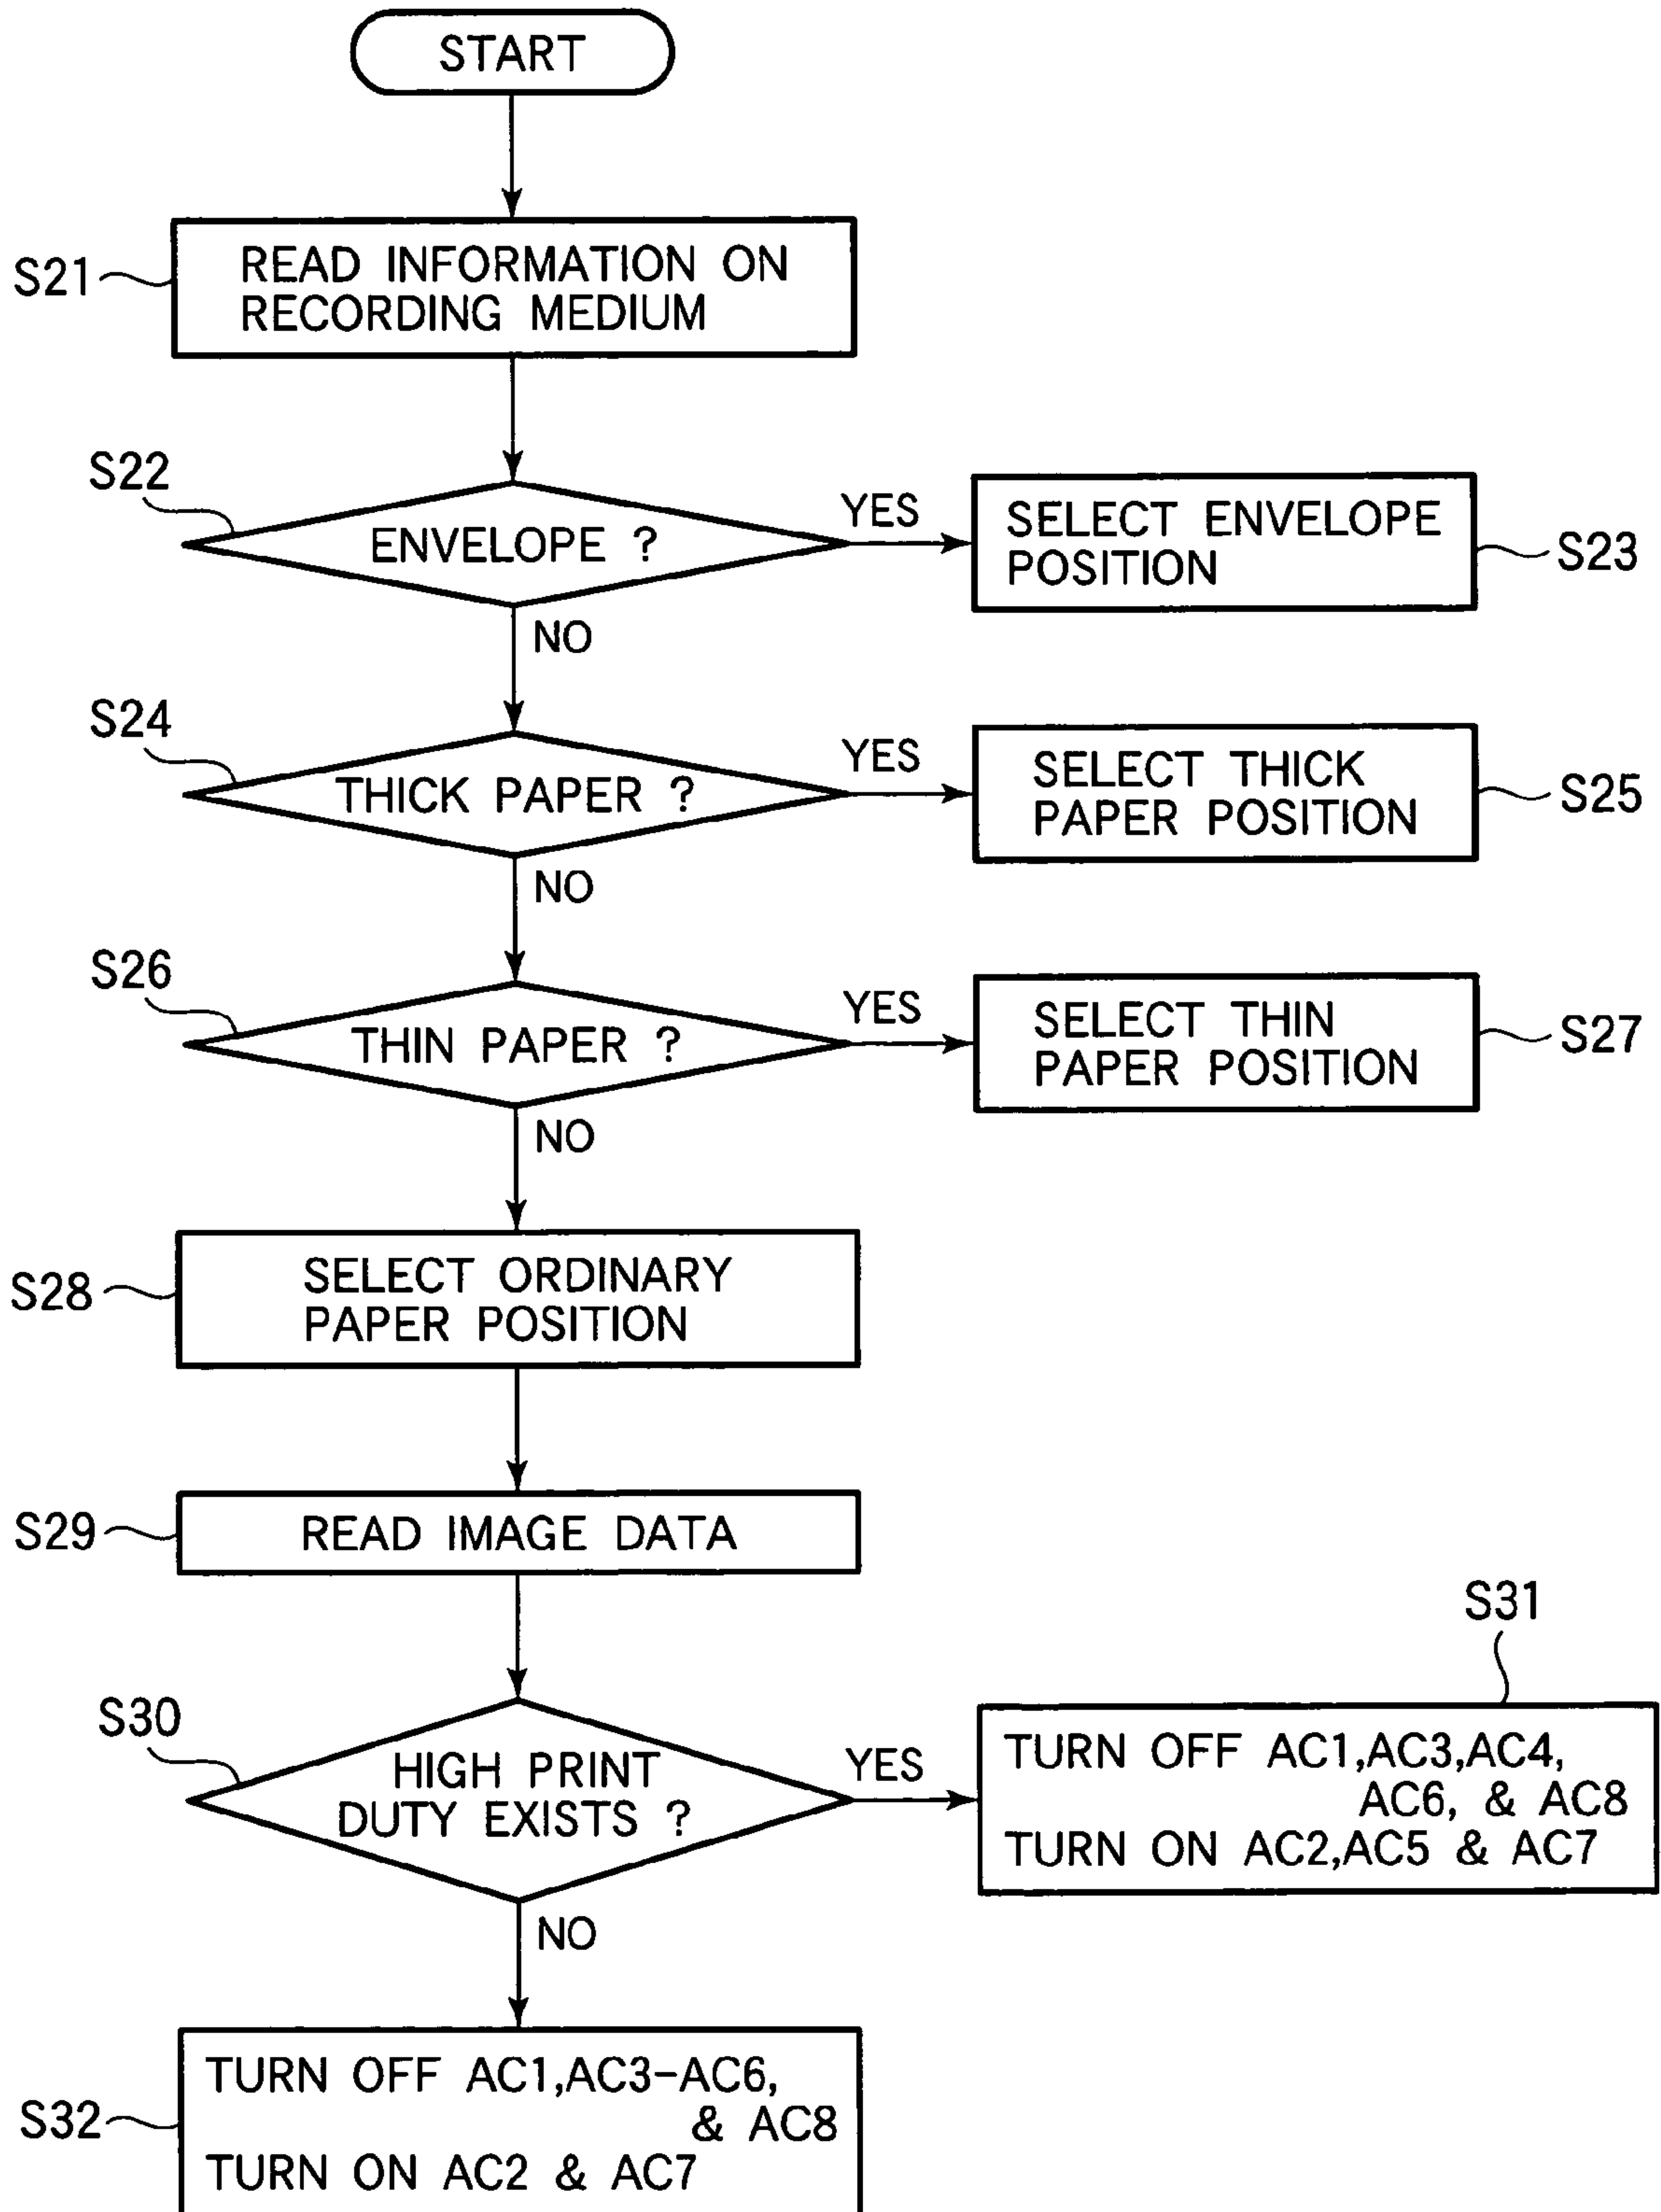 START
S21
READ INFORMATION ON
RECORDING MEDIUM
S22
ENVELOPE ?
YES
SELECT ENVELOPE
POSITION
S23
NO
S24
THICK PAPER ?
YES
SELECT THICK
PAPER POSITION
S25
NO
S26
THIN PAPER ?
YES
SELECT THIN
PAPER POSITION
S27
NO
S28
SELECT ORDINARY
PAPER POSITION
S29
READ IMAGE DATA
S30
HIGH PRINT
DUTY EXISTS ?
YES
S31
TURN OFF AC1,AC3,AC4,
AC6, & AC8
TURN ON AC2,AC5 & AC7
NO
S32
TURN OFF AC1,AC3-AC6,
& AC8
TURN ON AC2 & AC7